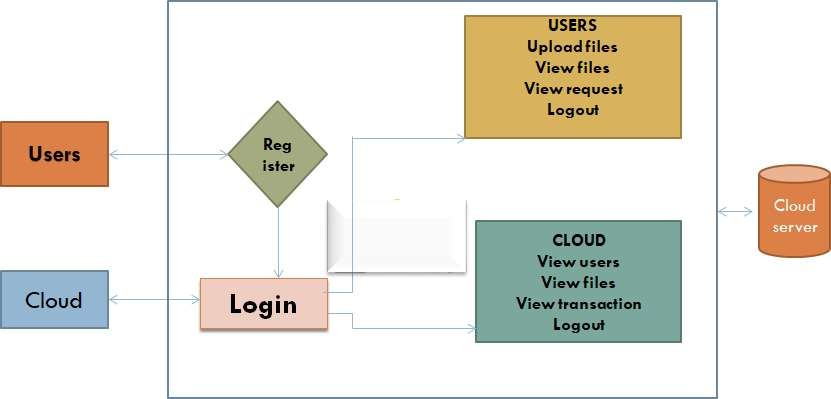 USERS
Upload files
View files
View request
Logout
Users
Reg
ister
Cloud
server
CLOUD
View users
View files
View transaction
Logout
Cloud
Login